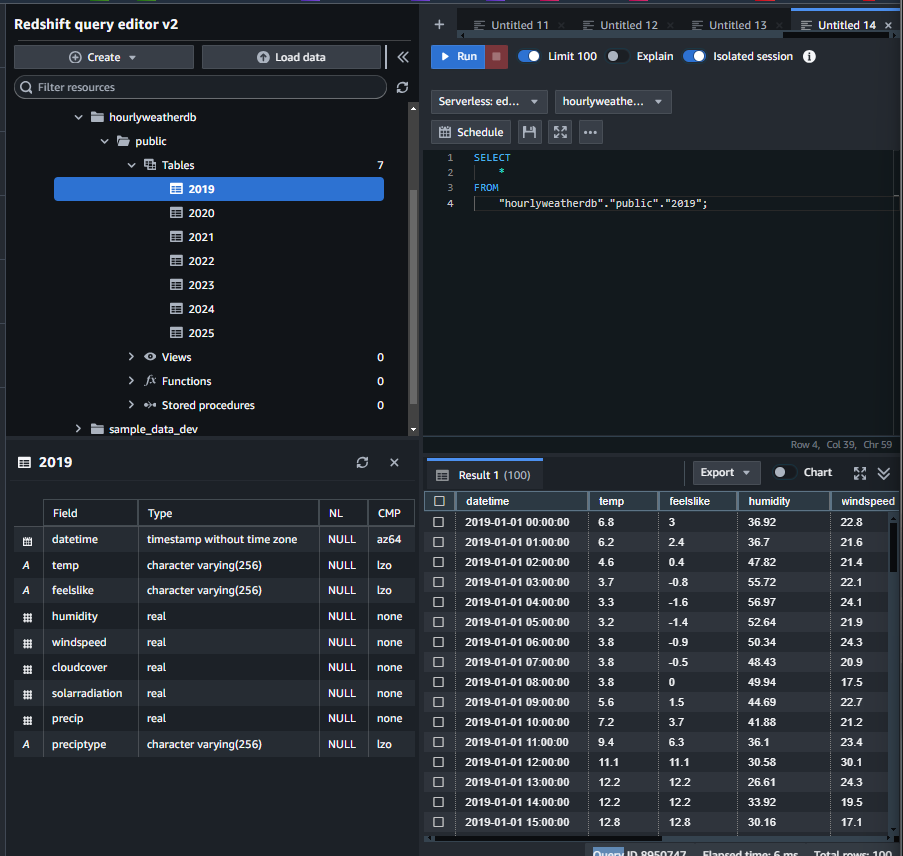 Redshift query editor v2
Create
Load data
Filter resources
hourlyweatherdb
public
Tables 7
2019
2020
2021
2022
2023
2024
2025
Views 0
fx Functions 0
Stored procedures 0
sample_data_dev
2019
Field Type NL CMP
datetime timestamp without time zone NULL az64
A temp character varying(256) NULL lzo
A feelslike character varying(256) NULL lzo
humidity real NULL none
windspeed real NULL none
cloudcover real NULL none
solarradiation real NULL none
precip real NULL none
A preciptype character varying(256) NULL lzo
+ Untitled 11 × Untitled 12 × Untitled 13 × Untitled 14 ×
Run Limit 100 Explain Isolated session i
Serverless: ed... hourlyweathe...
Schedule
1 SELECT
2 *
3 FROM
4 "hourlyweatherdb"."public"."2019";
Row 4, Col 39, Chr 59
Result 1 (100) Export Chart
datetime temp feelslike humidity windspeed
2019-01-01 00:00:00 6.8 3 36.92 22.8
2019-01-01 01:00:00 6.2 2.4 36.7 21.6
2019-01-01 02:00:00 4.6 0.4 47.82 21.4
2019-01-01 03:00:00 3.7 -0.8 55.72 22.1
2019-01-01 04:00:00 3.3 -1.6 56.97 24.1
2019-01-01 05:00:00 3.2 -1.4 52.64 21.9
2019-01-01 06:00:00 3.8 -0.9 50.34 24.3
2019-01-01 07:00:00 3.8 -0.5 48.43 20.9
2019-01-01 08:00:00 3.8 0 49.94 17.5
2019-01-01 09:00:00 5.6 1.5 44.69 22.7
2019-01-01 10:00:00 7.2 3.7 41.88 21.2
2019-01-01 11:00:00 9.4 6.3 36.1 23.4
2019-01-01 12:00:00 11.1 11.1 30.58 30.1
2019-01-01 13:00:00 12.2 12.2 26.61 24.3
2019-01-01 14:00:00 12.2 12.2 33.92 19.5
2019-01-01 15:00:00 12.8 12.8 30.16 17.1
Query ID 8950747 Elapsed time: 6 ms Total rows: 100